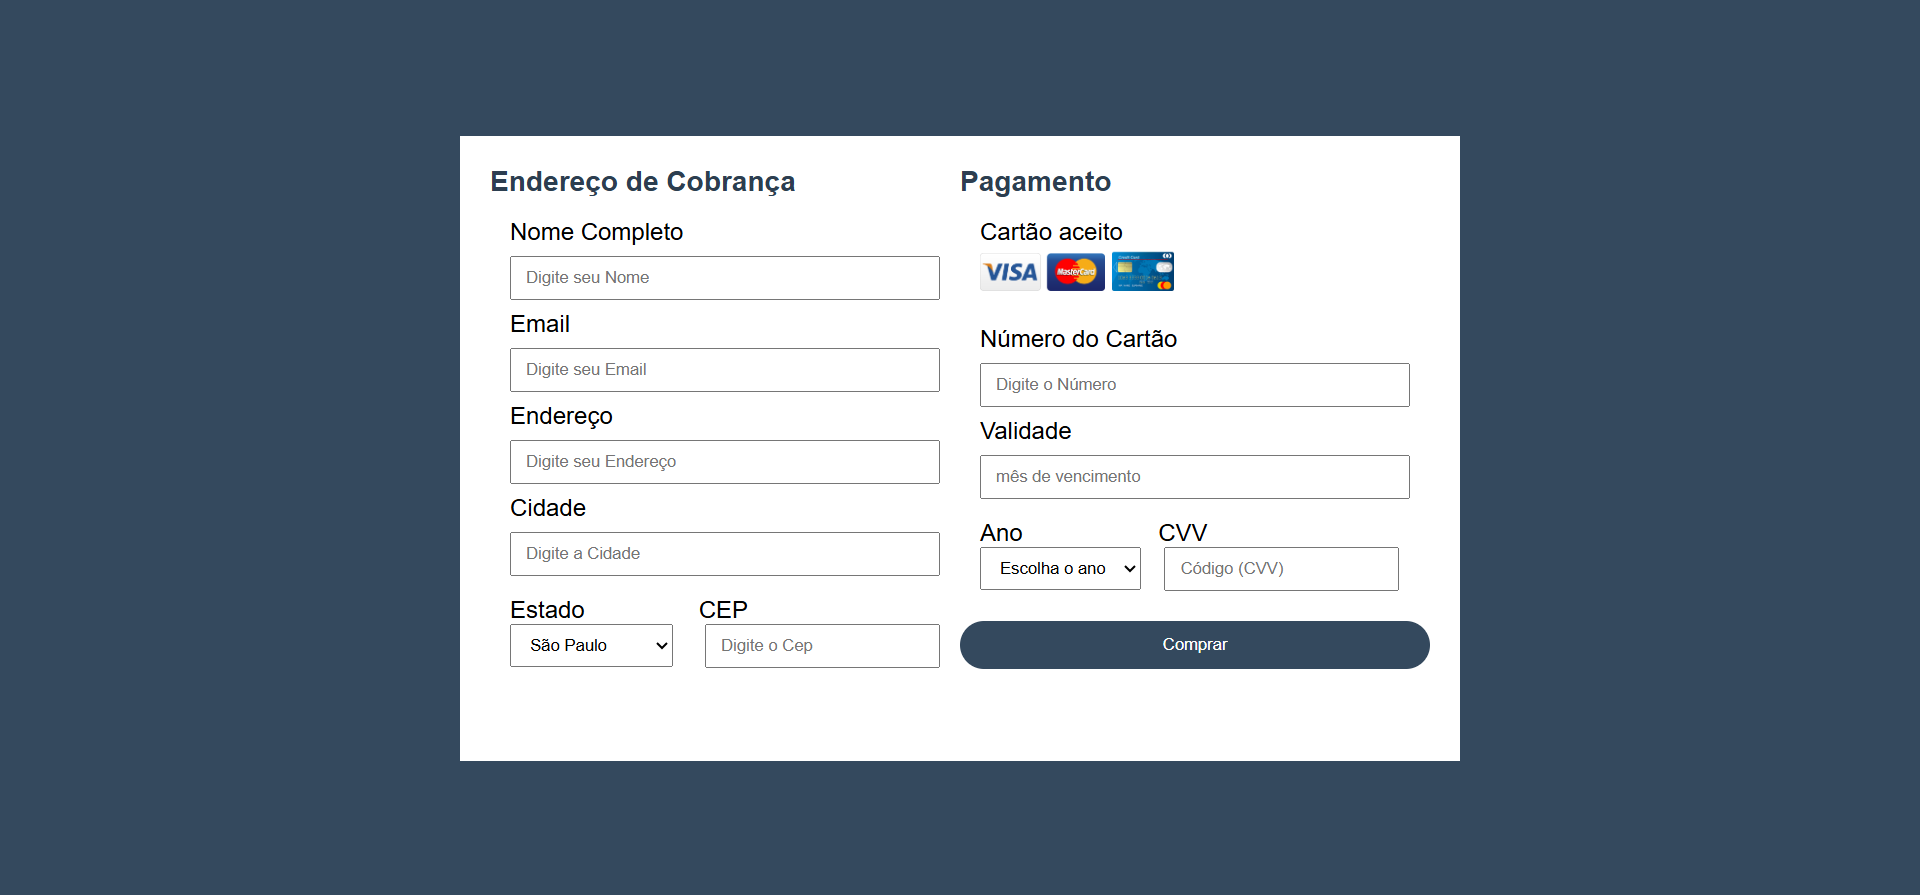 Endereço de Cobrança
Nome Completo
Digite seu Nome
Email
Digite seu Email
Endereço
Digite seu Endereço
Cidade
Digite a Cidade
Estado
CEP
São Paulo
Digite o Cep
Pagamento
Cartão aceito
VISA
MasterCard
Credit Card
Número do Cartão
Digite o Número
Validade
mês de vencimento
Ano
CVV
Escolha o ano
Código (CVV)
Comprar